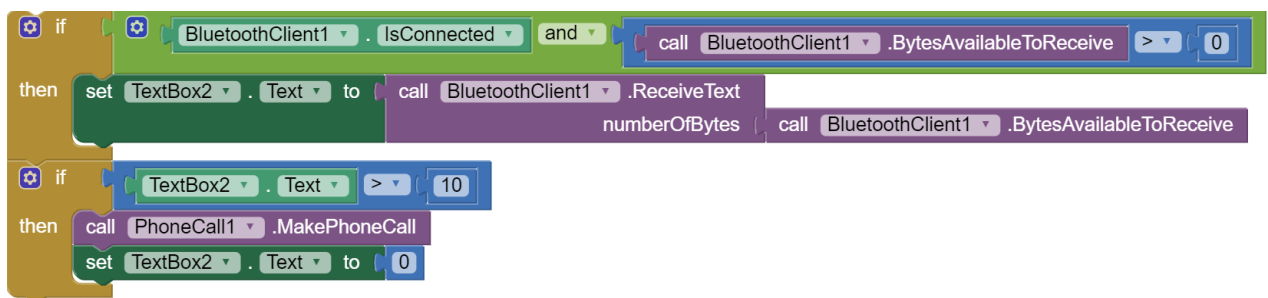 if BluetoothClient1 . IsConnected and call BluetoothClient1 .BytesAvailableToReceive > 0
then set TextBox2 . Text to call BluetoothClient1 .ReceiveText
numberOfBytes call BluetoothClient1 .BytesAvailableToReceive
if TextBox2 . Text > 10
then call PhoneCall1 .MakePhoneCall
set TextBox2 . Text to 0